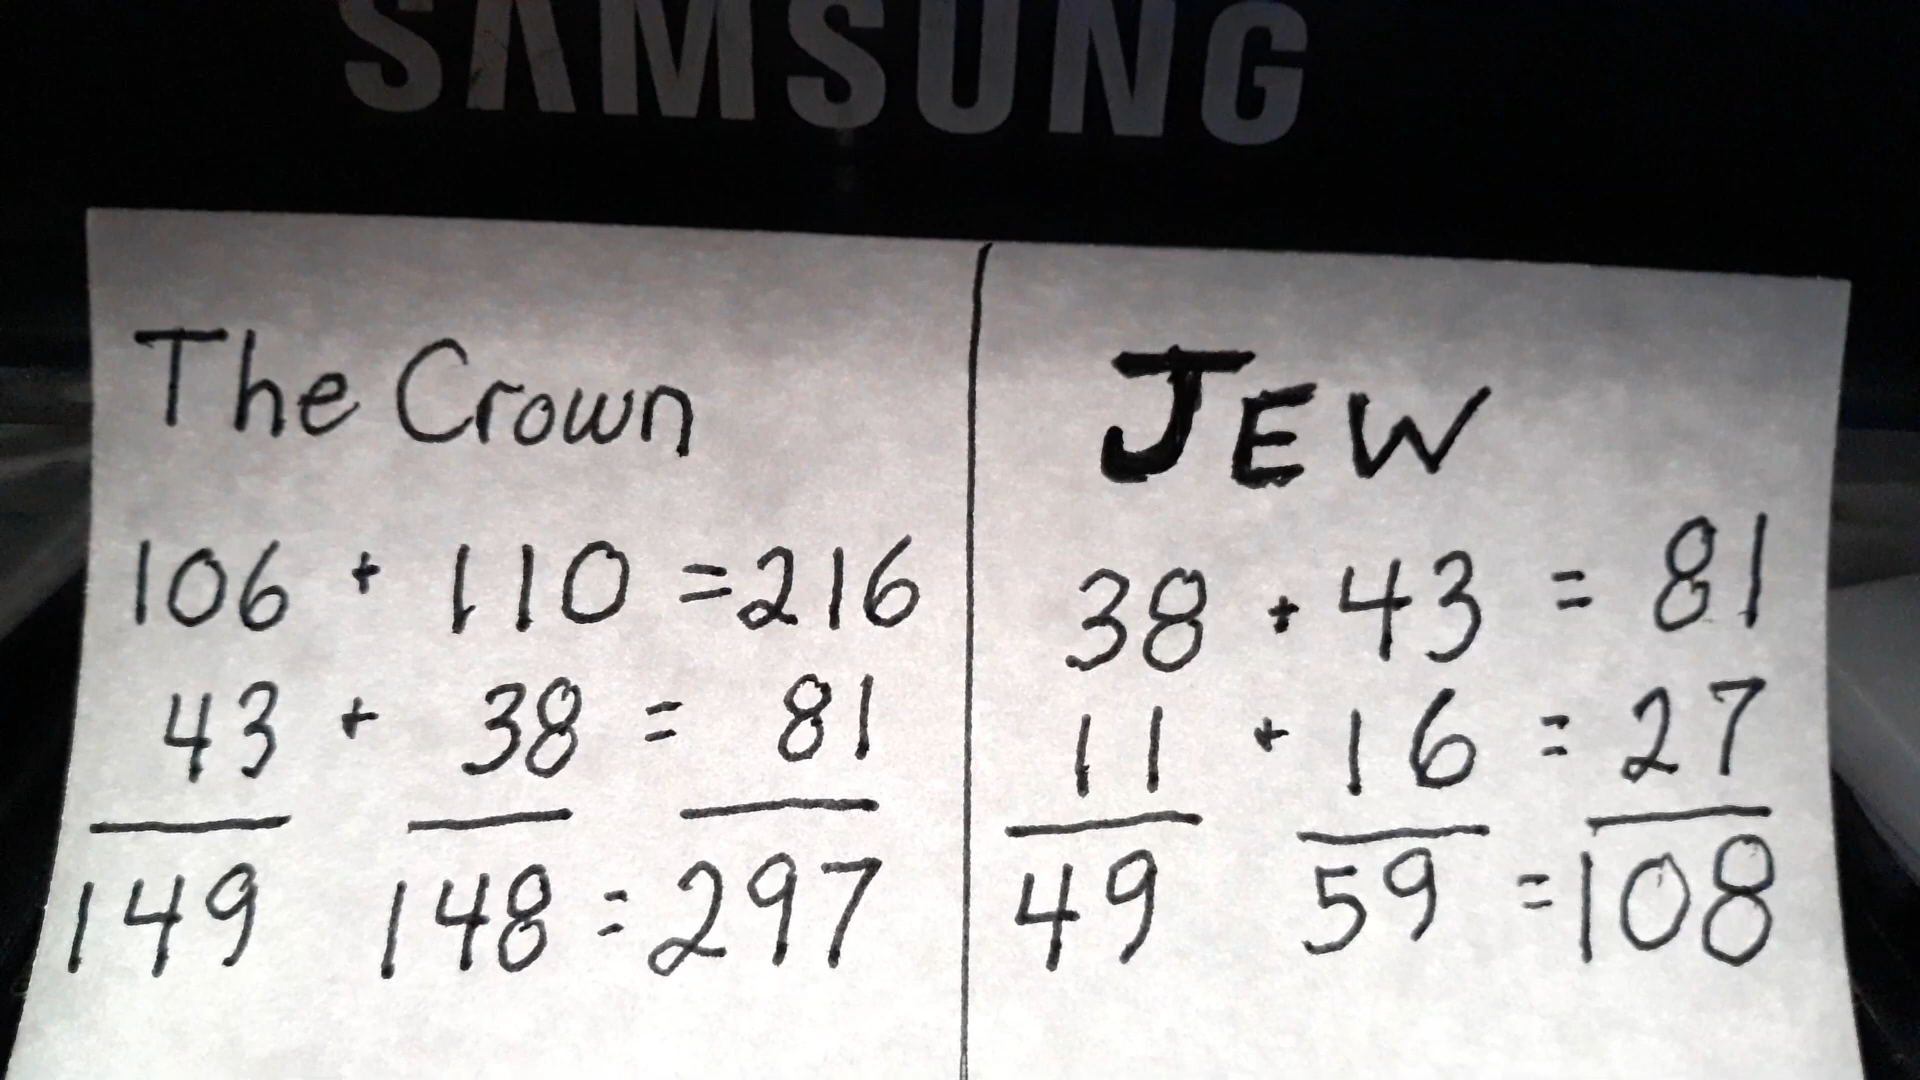 SAMSUNG
The Crown
106 + 110 = 216
43 + 38 = 81
149 148 = 297
JEW
38 + 43 = 81
11 + 16 = 27
49 59 = 108